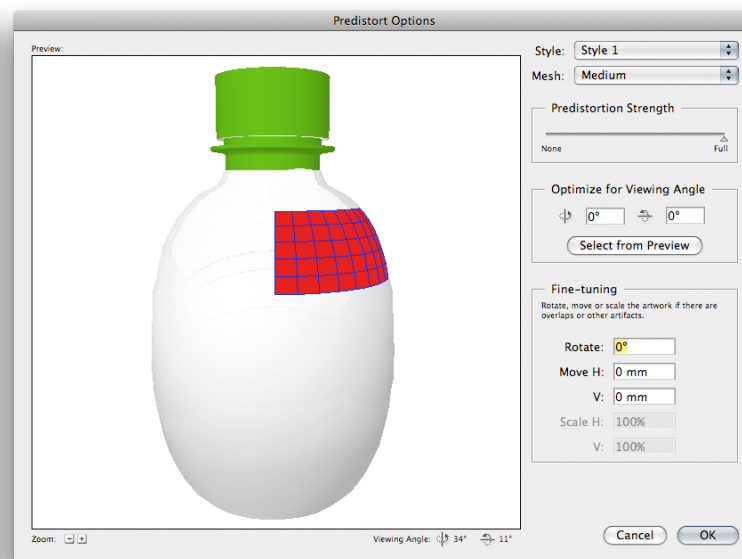 Predistort Options
Preview:
Style: Style 1
Mesh: Medium
Predistortion Strength
None Full
Optimize for Viewing Angle
0° 0°
Select from Preview
Fine-tuning
Rotate, move or scale the artwork if there are
overlaps or other artifacts.
Rotate: 0°
Move H: 0 mm
V: 0 mm
Scale H: 100%
V: 100%
Zoom: - + Viewing Angle: 34° 11°
Cancel OK